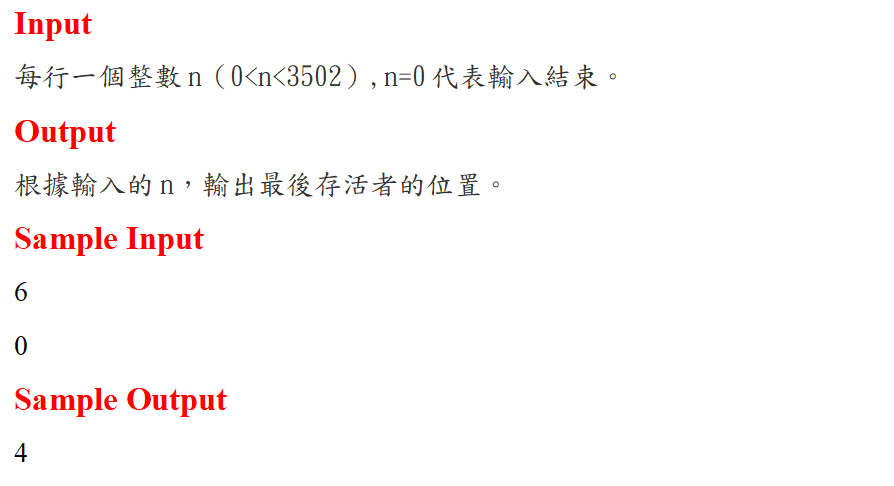 Input
每行一個整數 n（0<n<3502）,n=0 代表輸入結束。
Output
根據輸入的 n，輸出最後存活者的位置。
Sample Input
6
0
Sample Output
4